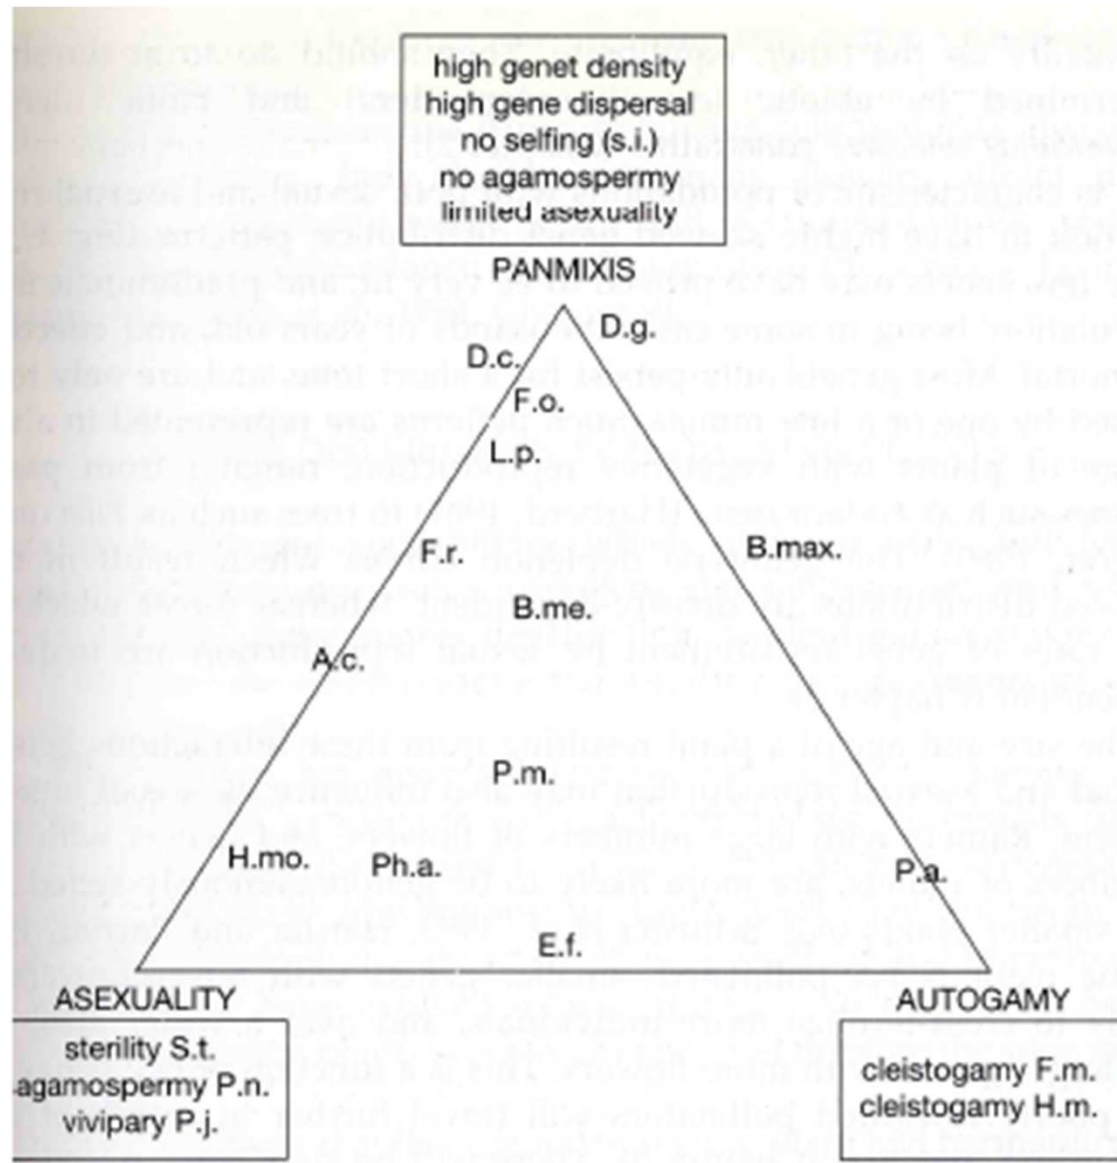 high genet density
high gene dispersal
no selfing (s.i.)
no agamospermy
limited asexuality
PANMIXIS
D.g.
D.c.
F.o.
L.p.
F.r.
B.max.
B.me.
A.c.
P.m.
H.mo.
Ph.a.
P.a.
E.f.
ASEXUALITY
AUTOGAMY
sterility S.t.
agamospermy P.n.
vivipary P.j.
cleistogamy F.m.
cleistogamy H.m.